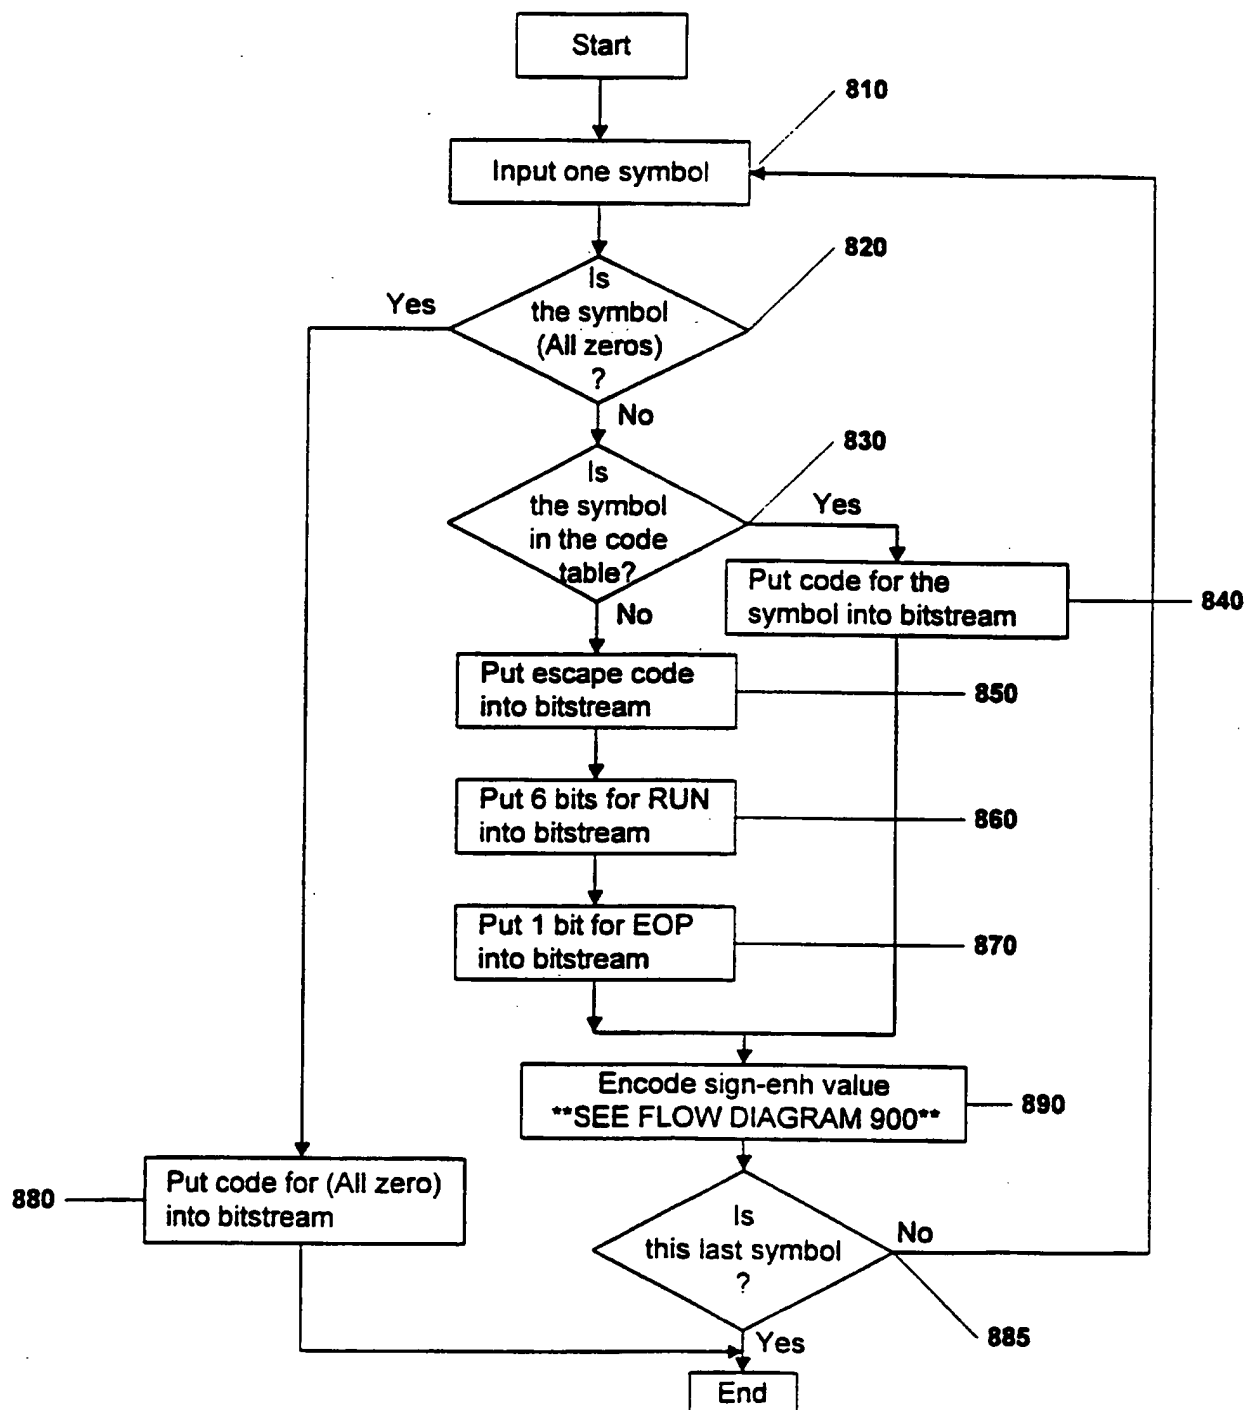 Start
810
Input one symbol
820
Is
the symbol
(All zeros)
?
Yes
No
830
Is
the symbol
in the code
table?
Yes
No
Put code for the
symbol into bitstream
840
Put escape code
into bitstream
850
Put 6 bits for RUN
into bitstream
860
Put 1 bit for EOP
into bitstream
870
Encode sign-enh value
**SEE FLOW DIAGRAM 900**
890
880
Put code for (All zero)
into bitstream
Is
this last symbol
?
No
885
Yes
End